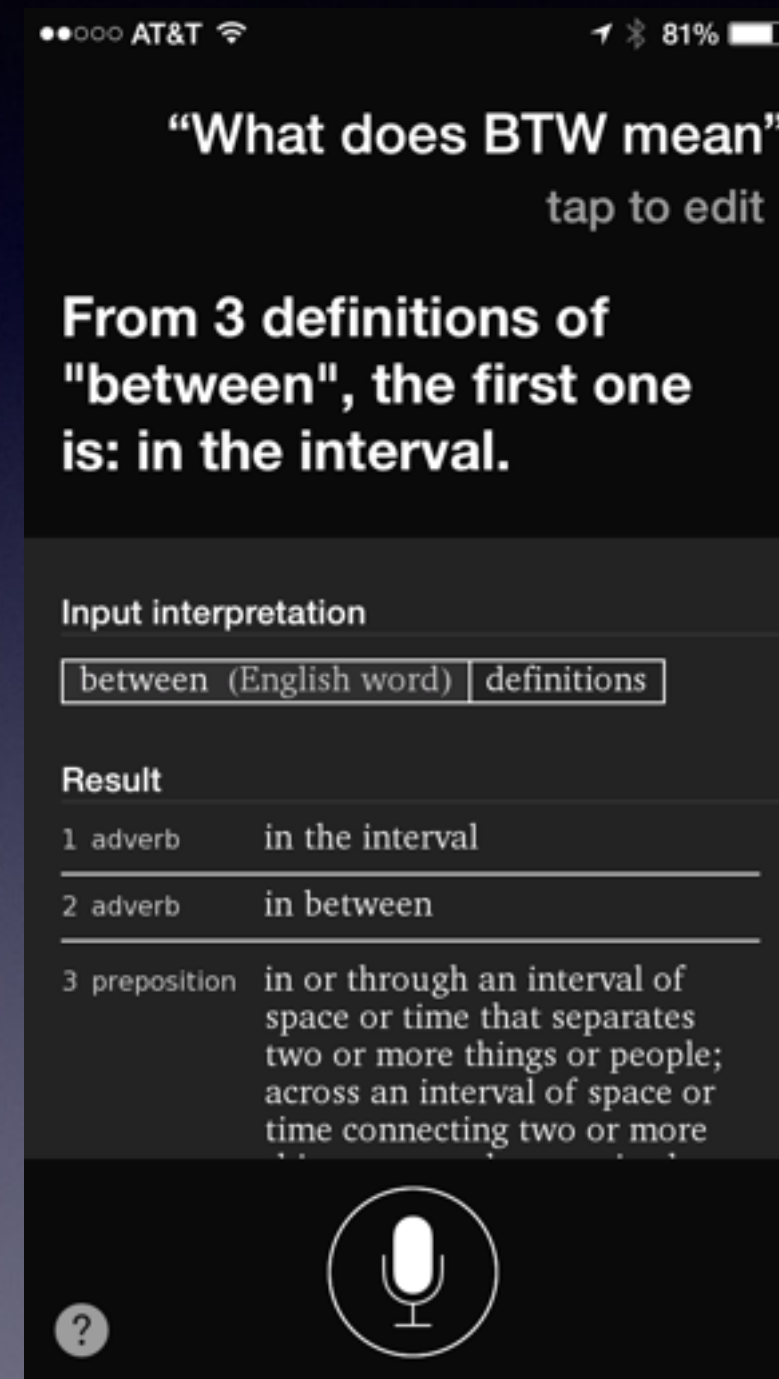 AT&T 81%
“What does BTW mean”
tap to edit
From 3 definitions of
"between", the first one
is: in the interval.
Input interpretation
between (English word) definitions
Result
1 adverb in the interval
2 adverb in between
3 preposition in or through an interval of
space or time that separates
two or more things or people;
across an interval of space or
time connecting two or more
?